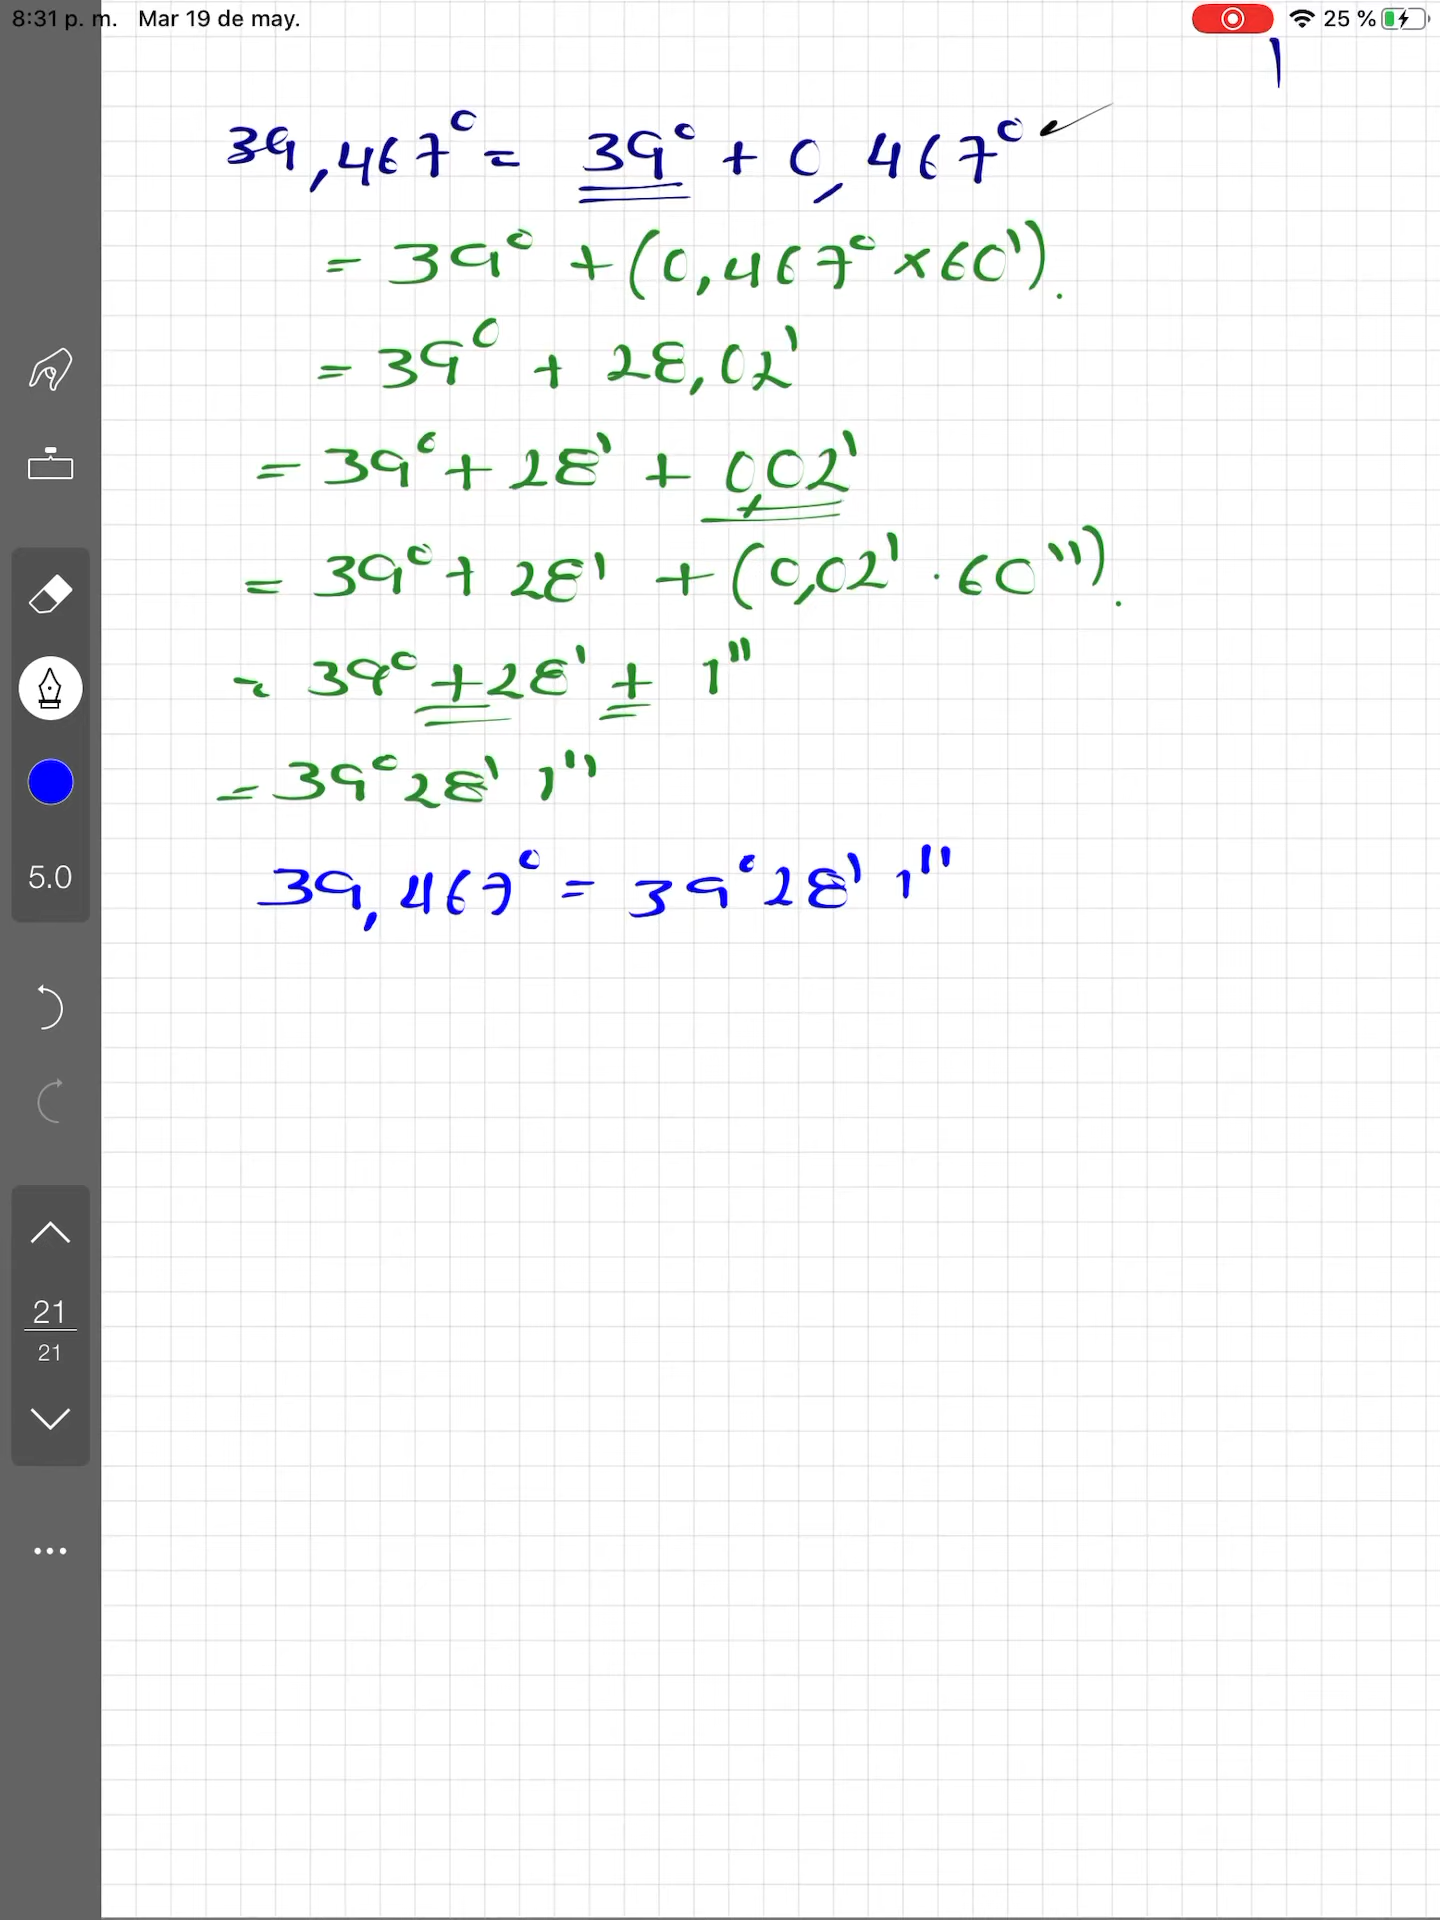 8:31 p. m. Mar 19 de may. 25 %
39,467° = 39° + 0,467°
= 39° + (0,467° × 60').
= 39° + 28,02'
= 39° + 28' + 0,02'
= 39° + 28' + (0,02' · 60'').
= 39° + 28' + 1''
= 39° 28' 1''
39,467° = 39° 28' 1''
5.0
21
21